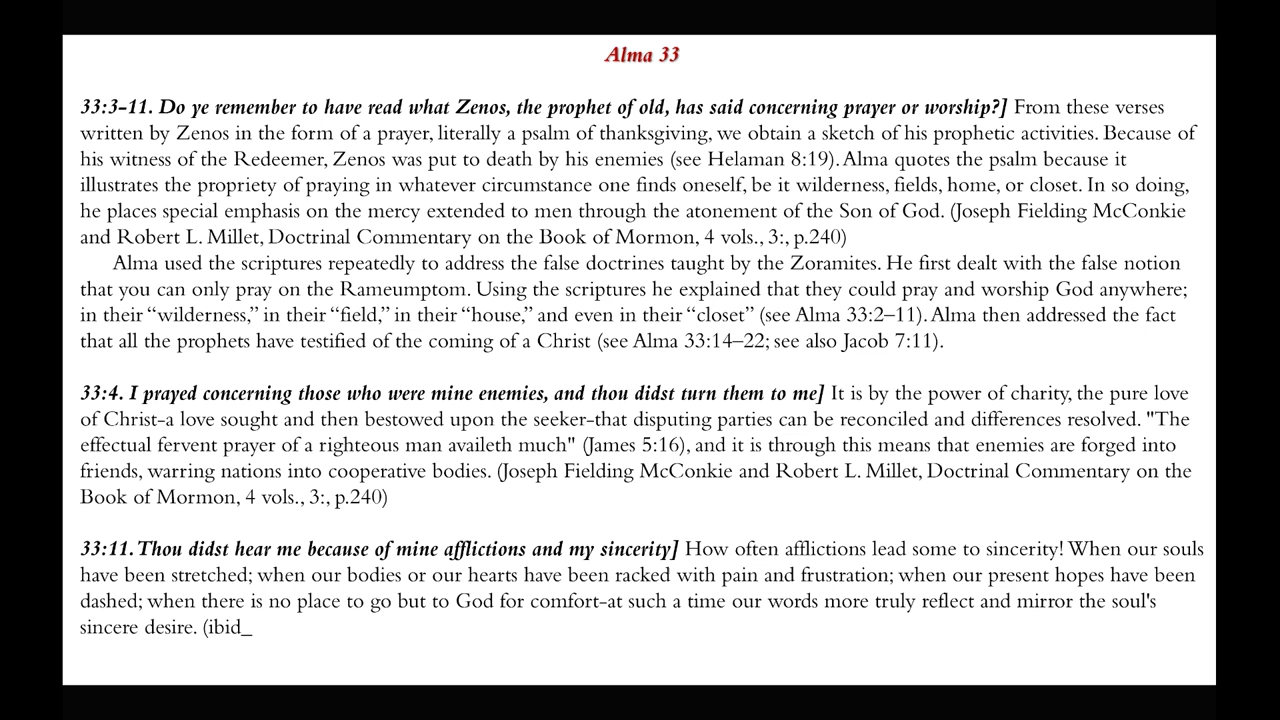 Alma 33
33:3-11. Do ye remember to have read what Zenos, the prophet of old, has said concerning prayer or worship?] From these verses
written by Zenos in the form of a prayer, literally a psalm of thanksgiving, we obtain a sketch of his prophetic activities. Because of
his witness of the Redeemer, Zenos was put to death by his enemies (see Helaman 8:19). Alma quotes the psalm because it
illustrates the propriety of praying in whatever circumstance one finds oneself, be it wilderness, fields, home, or closet. In so doing,
he places special emphasis on the mercy extended to men through the atonement of the Son of God. (Joseph Fielding McConkie
and Robert L. Millet, Doctrinal Commentary on the Book of Mormon, 4 vols., 3:, p.240)
Alma used the scriptures repeatedly to address the false doctrines taught by the Zoramites. He first dealt with the false notion
that you can only pray on the Rameumptom. Using the scriptures he explained that they could pray and worship God anywhere;
in their “wilderness,” in their “field,” in their “house,” and even in their “closet” (see Alma 33:2–11). Alma then addressed the fact
that all the prophets have testified of the coming of a Christ (see Alma 33:14–22; see also Jacob 7:11).
33:4. I prayed concerning those who were mine enemies, and thou didst turn them to me] It is by the power of charity, the pure love
of Christ-a love sought and then bestowed upon the seeker-that disputing parties can be reconciled and differences resolved. "The
effectual fervent prayer of a righteous man availeth much" (James 5:16), and it is through this means that enemies are forged into
friends, warring nations into cooperative bodies. (Joseph Fielding McConkie and Robert L. Millet, Doctrinal Commentary on the
Book of Mormon, 4 vols., 3:, p.240)
33:11. Thou didst hear me because of mine afflictions and my sincerity] How often afflictions lead some to sincerity! When our souls
have been stretched; when our bodies or our hearts have been racked with pain and frustration; when our present hopes have been
dashed; when there is no place to go but to God for comfort-at such a time our words more truly reflect and mirror the soul's
sincere desire. (ibid_